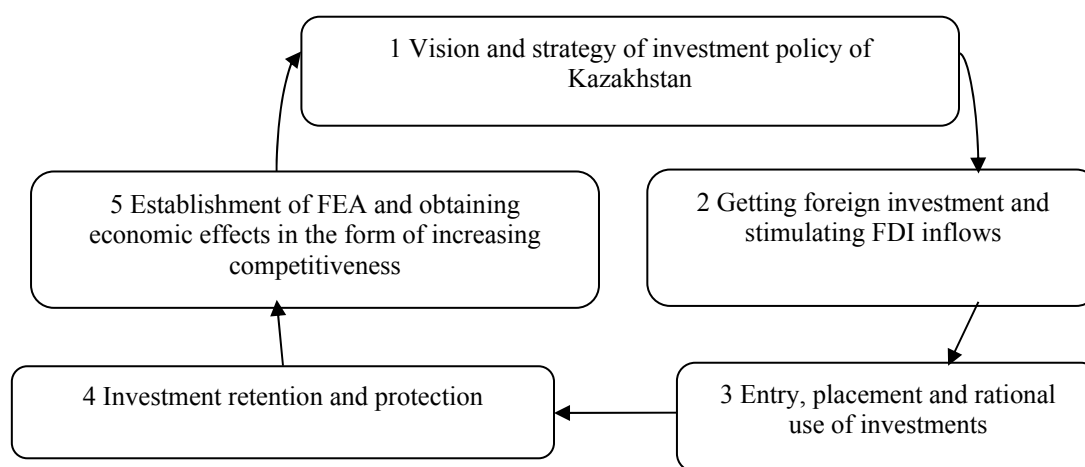 1 Vision and strategy of investment policy of
Kazakhstan
2 Getting foreign investment and
stimulating FDI inflows
3 Entry, placement and rational
use of investments
4 Investment retention and protection
5 Establishment of FEA and obtaining
economic effects in the form of increasing
competitiveness